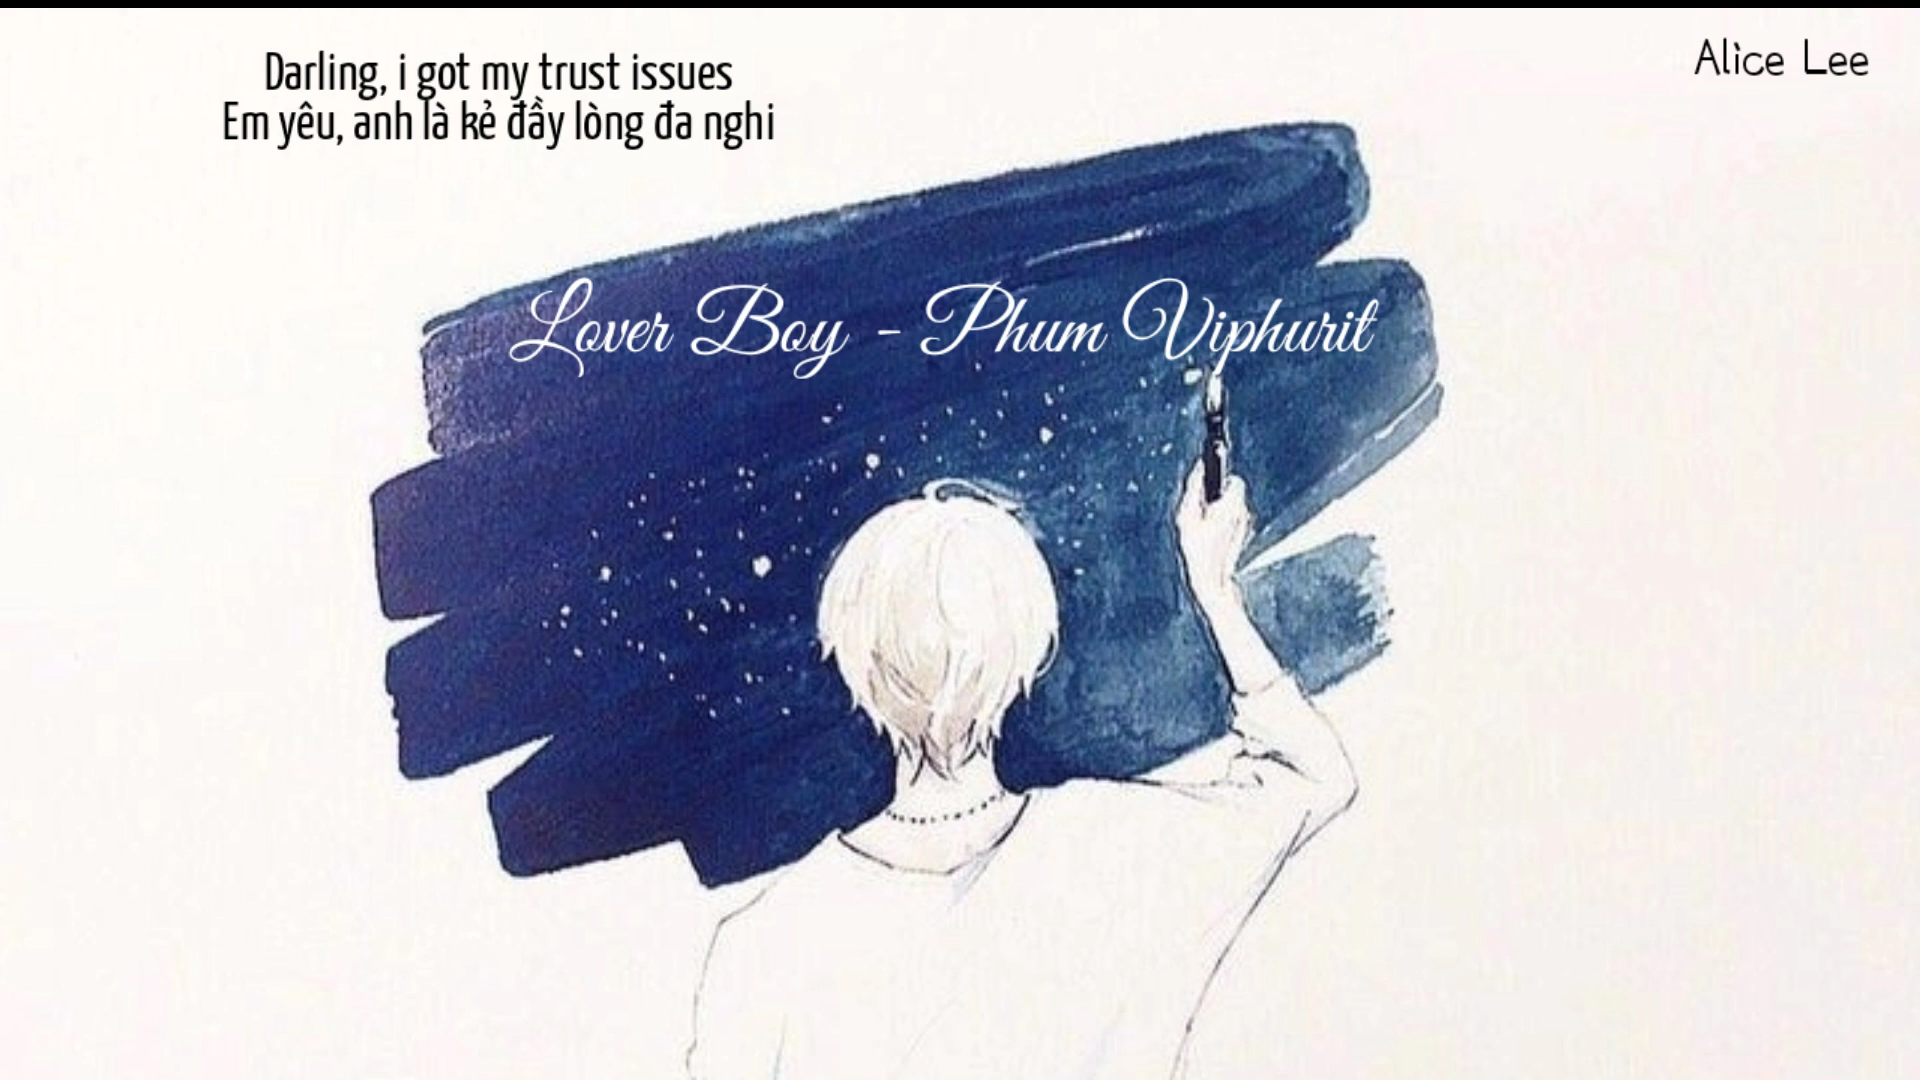 Darling, i got my trust issues
Em yêu, anh là kẻ đầy lòng đa nghi
Alice Lee
Lover Boy - Phum Viphurit